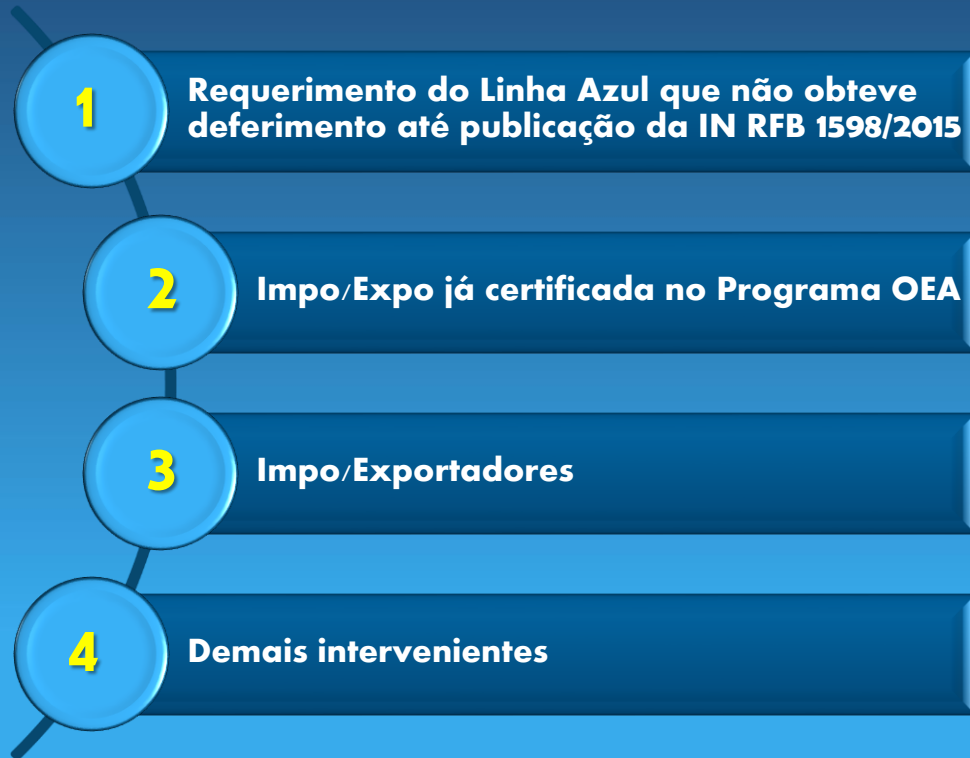 1
Requerimento do Linha Azul que não obteve
deferimento até publicação da IN RFB 1598/2015
2
Impo/Expo já certificada no Programa OEA
3
Impo/Exportadores
4
Demais intervenientes